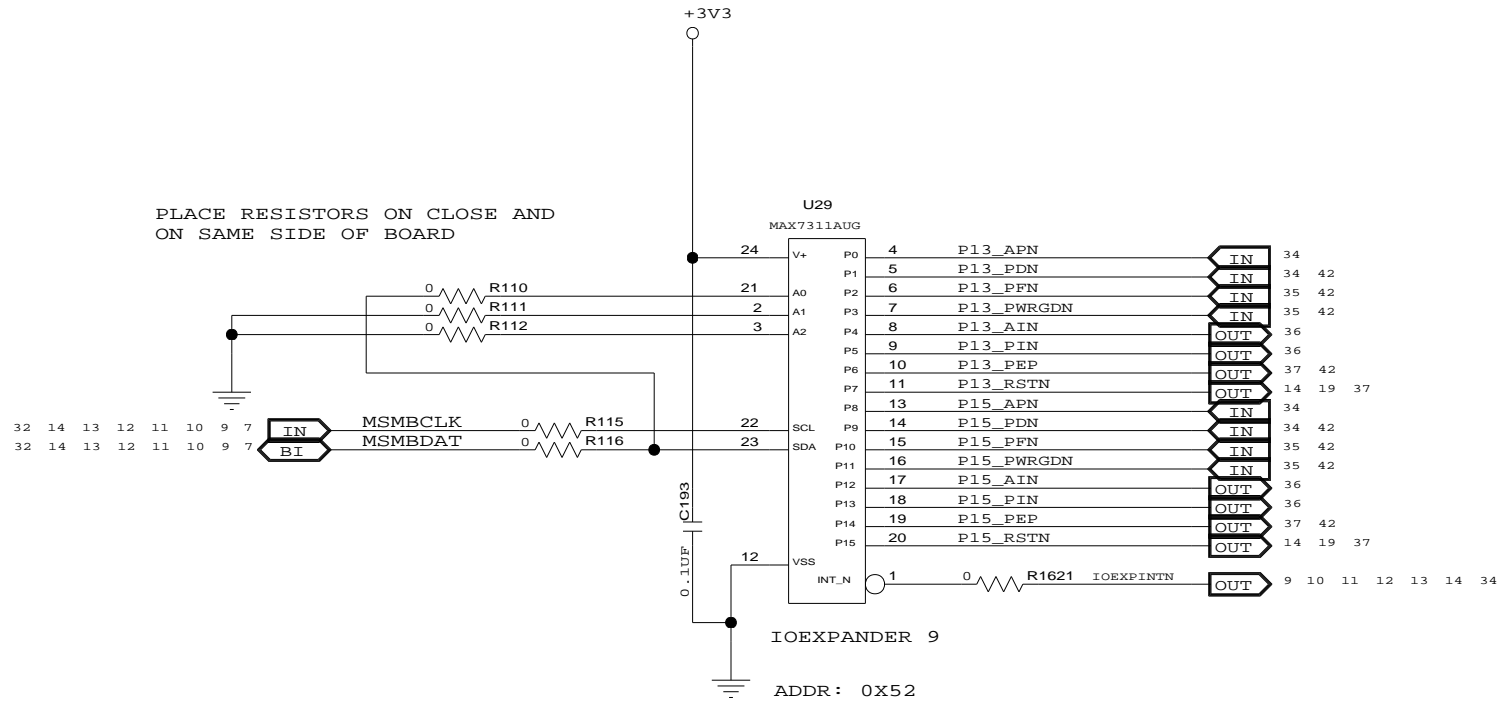 +3V3
PLACE RESISTORS ON CLOSE AND
ON SAME SIDE OF BOARD
U29
MAX7311AUG
24 V+ P0 4 P13_APN IN 34
P1 5 P13_PDN IN 34 42
0 R110 21 A0 P2 6 P13_PFN IN 35 42
0 R111 2 A1 P3 7 P13_PWRGDN IN 35 42
0 R112 3 A2 P4 8 P13_AIN OUT 36
P5 9 P13_PIN OUT 36
P6 10 P13_PEP OUT 37 42
P7 11 P13_RSTN OUT 14 19 37
P8 13 P15_APN IN 34
32 14 13 12 11 10 9 7 IN MSMBCLK 0 R115 22 SCL P9 14 P15_PDN IN 34 42
32 14 13 12 11 10 9 7 BI MSMBDAT 0 R116 23 SDA P10 15 P15_PFN IN 35 42
P11 16 P15_PWRGDN IN 35 42
P12 17 P15_AIN OUT 36
P13 18 P15_PIN OUT 36
P14 19 P15_PEP OUT 37 42
P15 20 P15_RSTN OUT 14 19 37
C193
0.1UF
12 VSS
INT_N 1 0 R1621 IOEXPINTN OUT 9 10 11 12 13 14 34
IOEXPANDER 9
ADDR: 0X52